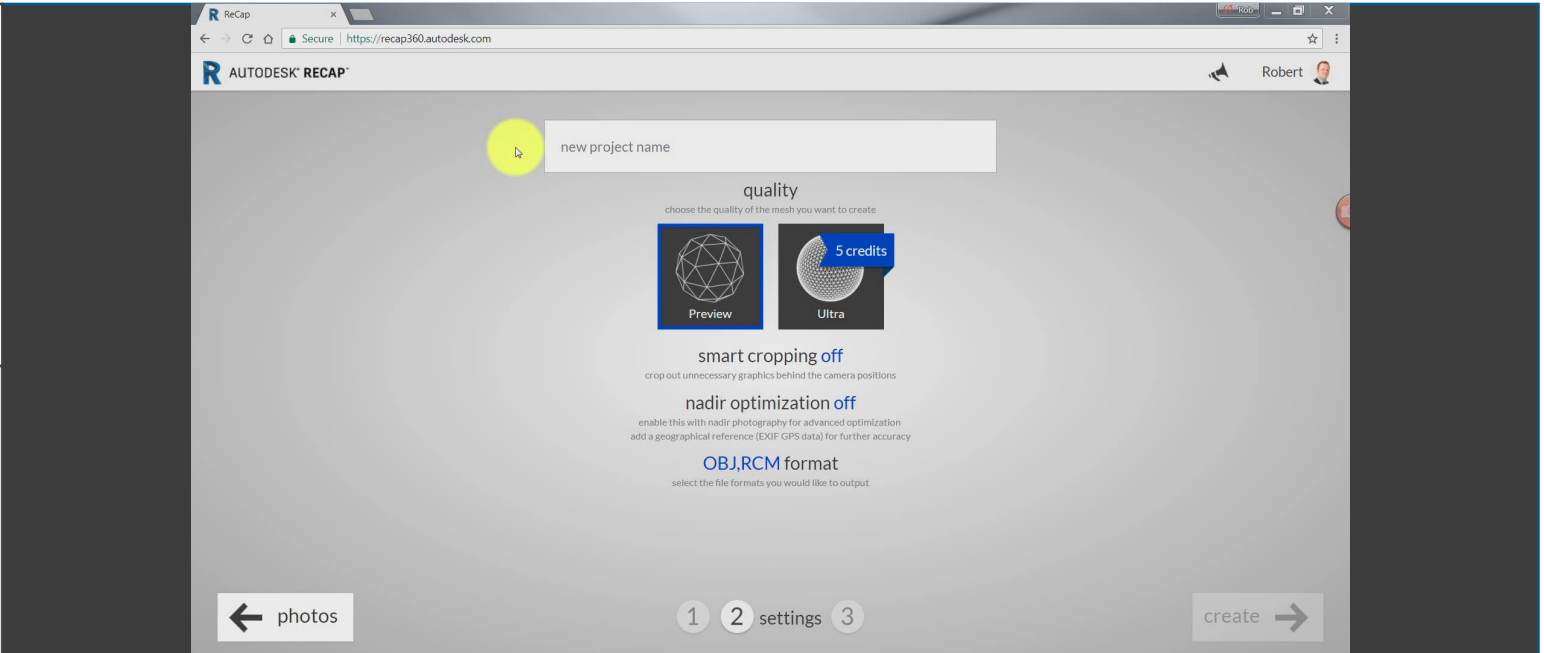 ReCap
Rob
Secure | https://recap360.autodesk.com
AUTODESK® RECAP™
Robert
new project name
quality
choose the quality of the mesh you want to create
5 credits
Preview
Ultra
smart cropping off
crop out unnecessary graphics behind the camera positions
nadir optimization off
enable this with nadir photography for advanced optimization
add a geographical reference (EXIF GPS data) for further accuracy
OBJ,RCM format
select the file formats you would like to output
photos
1 2 settings 3
create